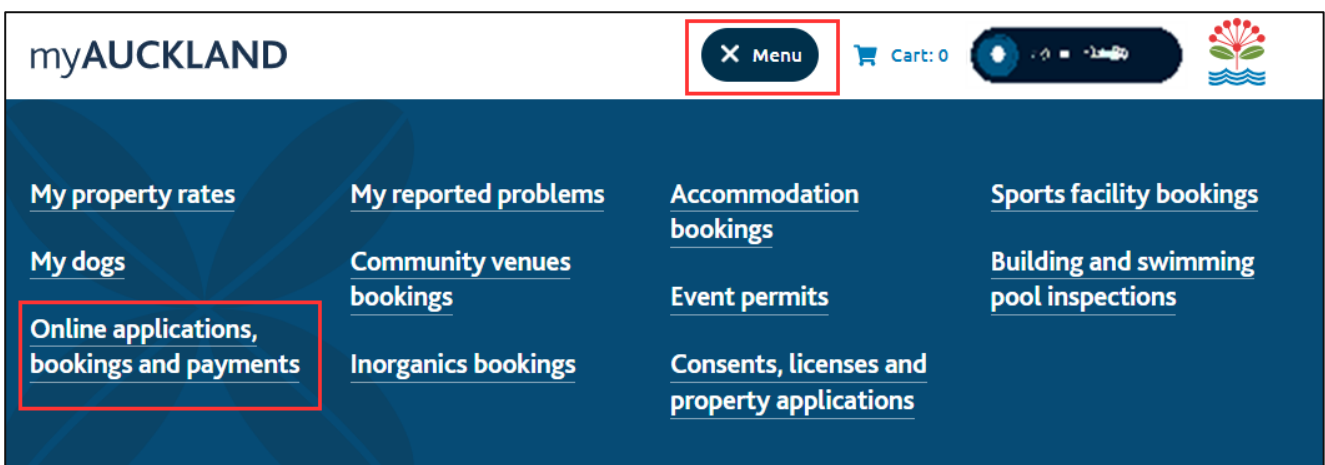 myAUCKLAND
Menu
Cart: 0
My property rates
My dogs
Online applications,
bookings and payments
My reported problems
Community venues
bookings
Inorganics bookings
Accommodation
bookings
Event permits
Consents, licenses and
property applications
Sports facility bookings
Building and swimming
pool inspections